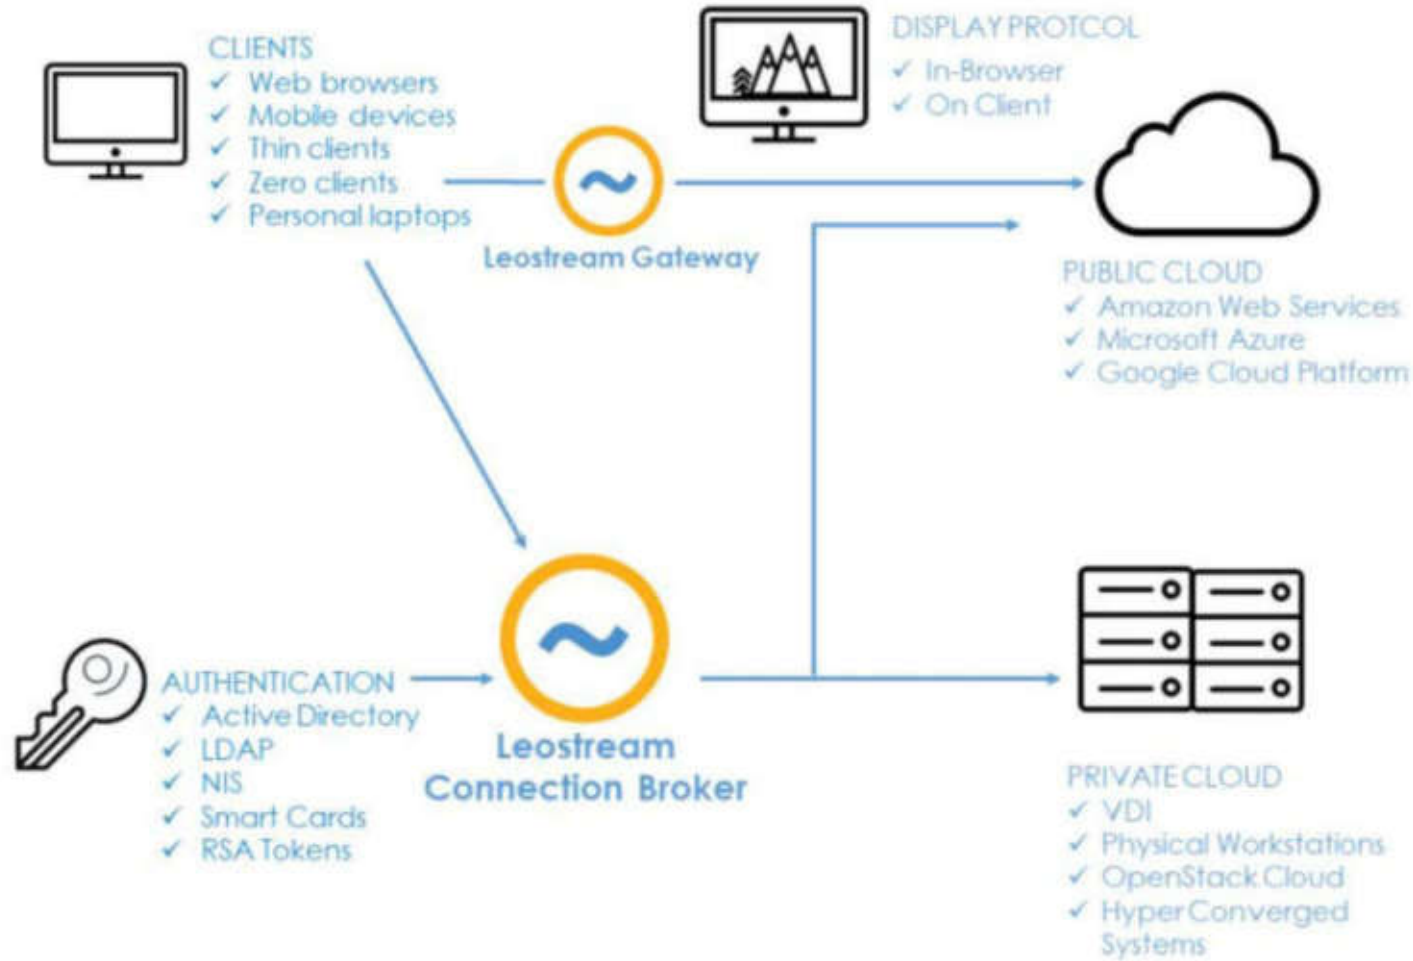 CLIENTS
Web browsers
Mobile devices
Thin clients
Zero clients
Personal laptops
DISPLAY PROTCOL
In-Browser
On Client
Leostream Gateway
PUBLIC CLOUD
Amazon Web Services
Microsoft Azure
Google Cloud Platform
AUTHENTICATION
Active Directory
LDAP
NIS
Smart Cards
RSA Tokens
Leostream
Connection Broker
PRIVATE CLOUD
VDI
Physical Workstations
OpenStack Cloud
Hyper Converged
Systems